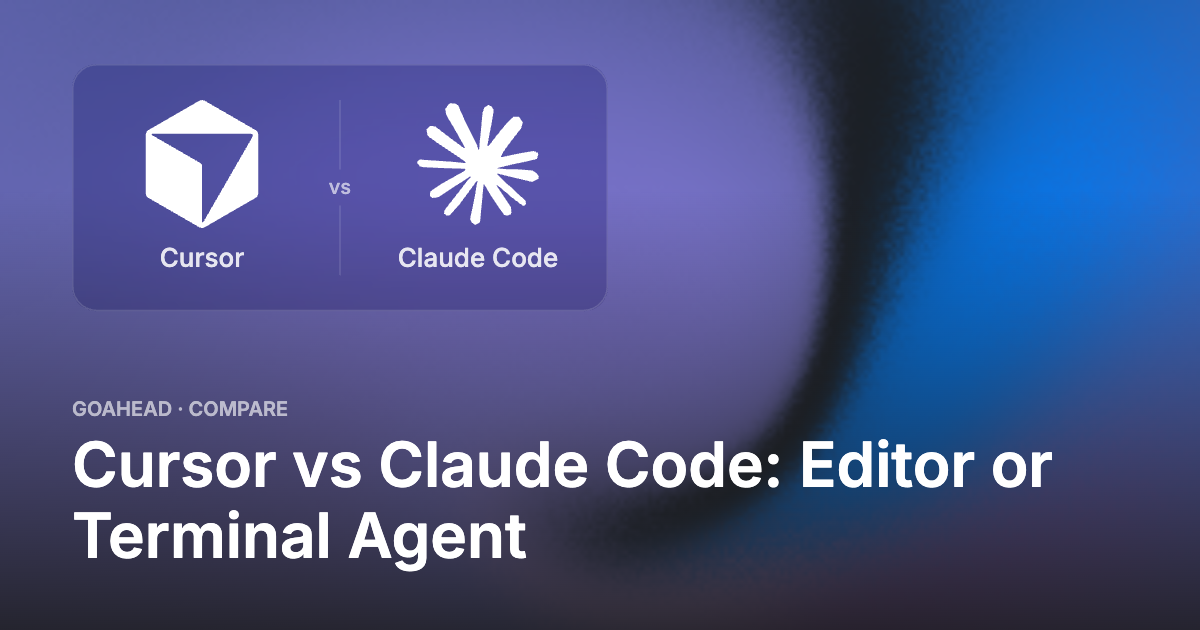 Cursor
vs
Claude Code
GOAHEAD · COMPARE
Cursor vs Claude Code: Editor or
Terminal Agent